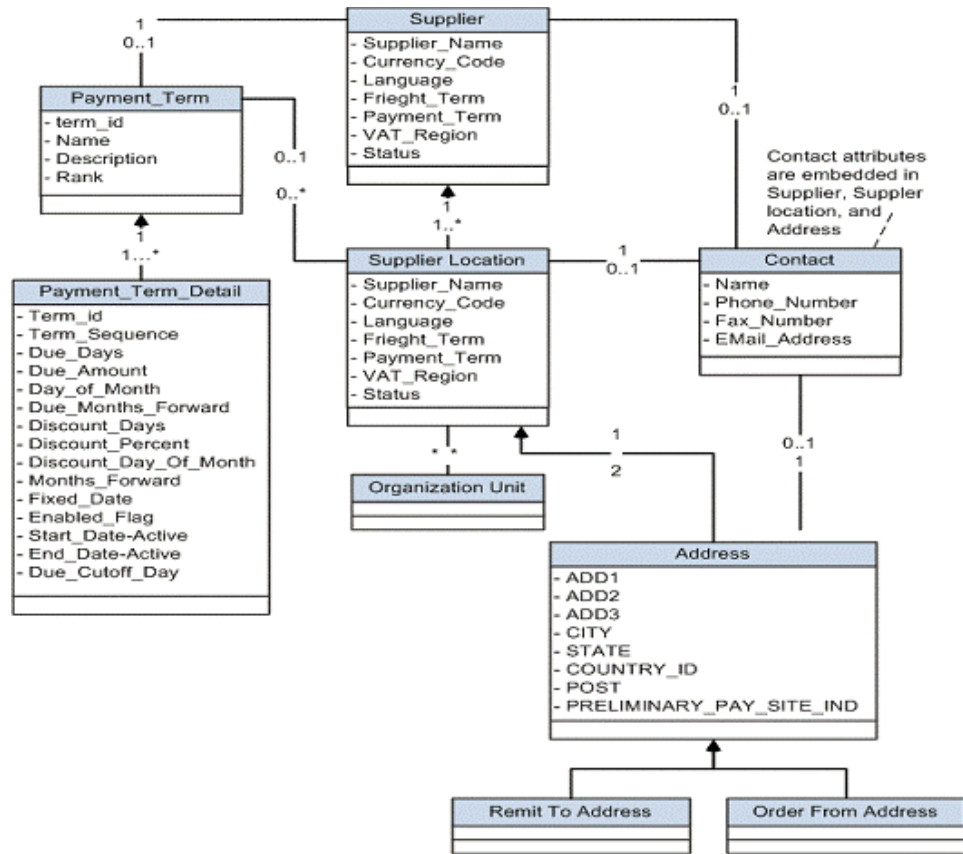 Supplier
- Supplier_Name
- Currency_Code
- Language
- Frieght_Term
- Payment_Term
- VAT_Region
- Status
1
0..1
Payment_Term
- term_id
- Name
- Description
- Rank
0..1
0..*
1
0..1
Contact attributes
are embedded in
Supplier, Suppler
location, and
Address
1
1..*
1
1...*
Supplier Location
- Supplier_Name
- Currency_Code
- Language
- Frieght_Term
- Payment_Term
- VAT_Region
- Status
1
0..1
Contact
- Name
- Phone_Number
- Fax_Number
- EMail_Address
Payment_Term_Detail
- Term_id
- Term_Sequence
- Due_Days
- Due_Amount
- Day_of_Month
- Due_Months_Forward
- Discount_Days
- Discount_Percent
- Discount_Day_Of_Month
- Months_Forward
- Fixed_Date
- Enabled_Flag
- Start_Date-Active
- End_Date-Active
- Due_Cutoff_Day
* *
Organization Unit
1
2
0..1
1
Address
- ADD1
- ADD2
- ADD3
- CITY
- STATE
- COUNTRY_ID
- POST
- PRELIMINARY_PAY_SITE_IND
Remit To Address
Order From Address